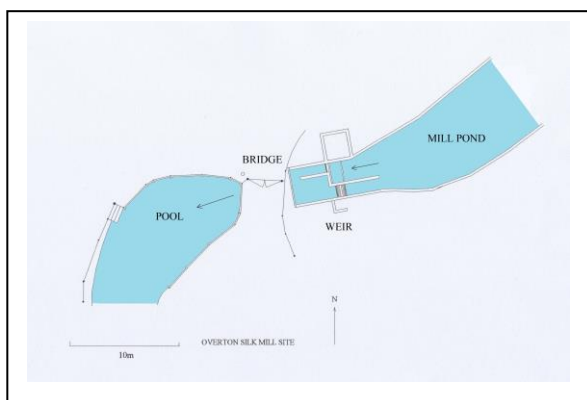 MILL POND
BRIDGE
POOL
WEIR
N
OVERTON SILK MILL SITE
10m